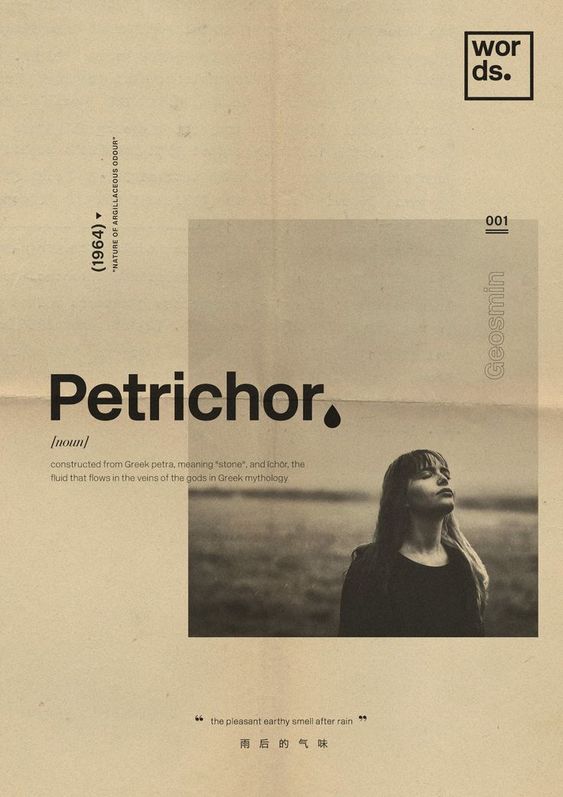 wor
ds.
(1964)
"NATURE OF ARGILLACEOUS ODOUR"
001
Geosmin
Petrichor
[noun]
constructed from Greek petra, meaning "stone", and īchōr, the
fluid that flows in the veins of the gods in Greek mythology
“ the pleasant earthy smell after rain ”
雨后的气味